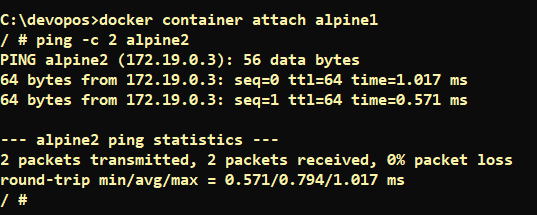 C:\devopos>docker container attach alpine1
/ # ping -c 2 alpine2
PING alpine2 (172.19.0.3): 56 data bytes
64 bytes from 172.19.0.3: seq=0 ttl=64 time=1.017 ms
64 bytes from 172.19.0.3: seq=1 ttl=64 time=0.571 ms
--- alpine2 ping statistics ---
2 packets transmitted, 2 packets received, 0% packet loss
round-trip min/avg/max = 0.571/0.794/1.017 ms
/ #